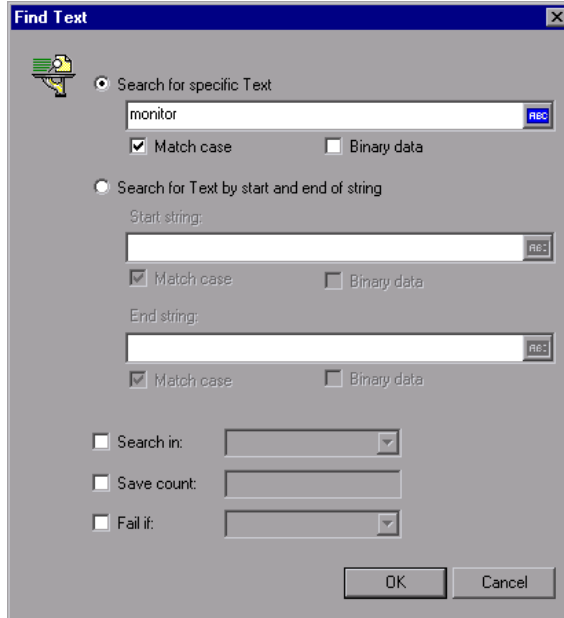 Find Text
Search for specific Text
monitor
ABC
Match case Binary data
Search for Text by start and end of string
Start string:
ABC
Match case Binary data
End string:
ABC
Match case Binary data
Search in:
Save count:
Fail if:
OK Cancel